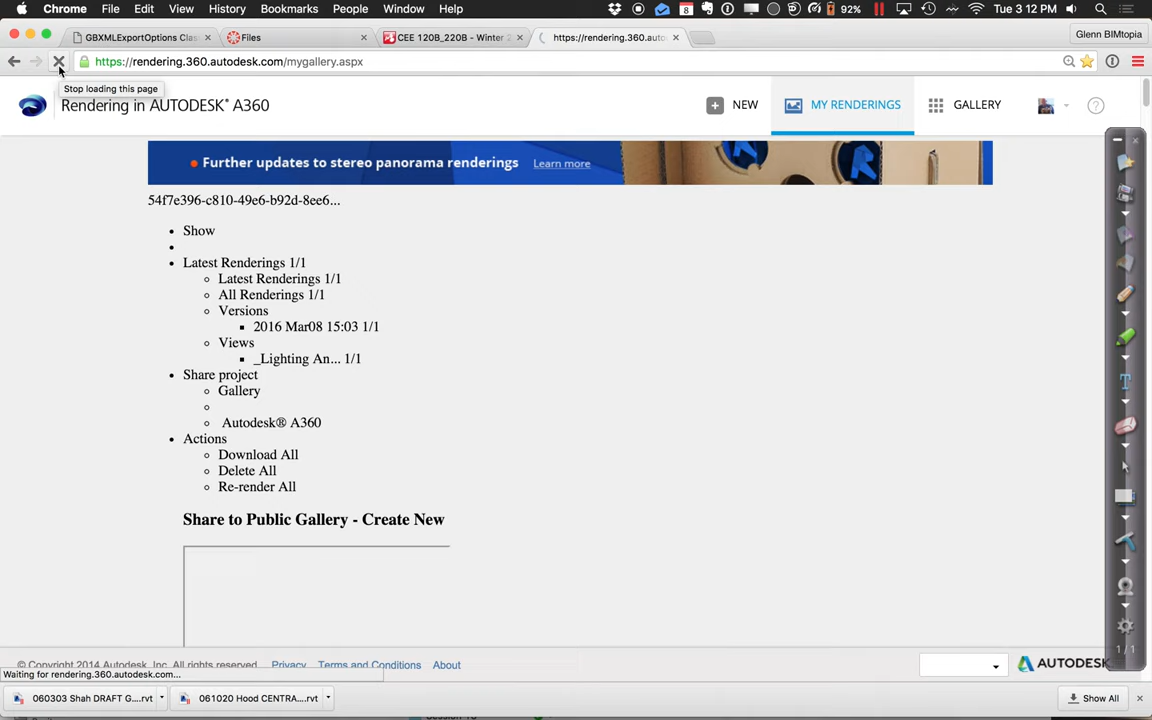 Chrome File Edit View History Bookmarks People Window Help 8 92% Tue 3 12 PM
GBXMLExportOptions Clas × Files × CEE 120B_220B - Winter 2 × https://rendering.360.auto × Glenn BIMtopia
https://rendering.360.autodesk.com/mygallery.aspx
Stop loading this page
Rendering in AUTODESK® A360 NEW MY RENDERINGS GALLERY ?
Further updates to stereo panorama renderings Learn more
54f7e396-c810-49e6-b92d-8ee6...
Show
Latest Renderings 1/1
Latest Renderings 1/1
All Renderings 1/1
Versions
2016 Mar08 15:03 1/1
Views
_Lighting An... 1/1
Share project
Gallery
Autodesk® A360
Actions
Download All
Delete All
Re-render All
Share to Public Gallery - Create New
1/1
© Copyright 2014 Autodesk, Inc. All rights reserved Privacy Terms and Conditions About AUTODESK
Waiting for rendering.360.autodesk.com...
060303 Shah DRAFT G....rvt 061020 Hood CENTRA....rvt Show All